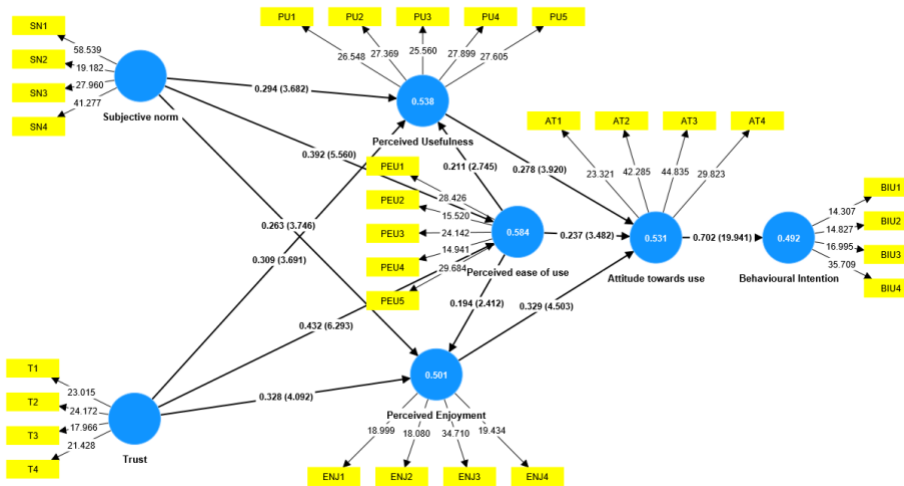 SN1
SN2
SN3
SN4
58.539
19.182
27.960
41.277
Subjective norm
PU1
PU2
PU3
PU4
PU5
26.548
27.369
25.560
27.899
27.605
0.538
Perceived Usefulness
0.294 (3.682)
0.392 (5.560)
0.263 (3.746)
0.309 (3.691)
0.432 (6.293)
0.328 (4.092)
0.211 (2.745)
0.278 (3.920)
PEU1
PEU2
PEU3
PEU4
PEU5
28.426
15.520
24.142
14.941
29.684
0.584
Perceived ease of use
0.237 (3.482)
0.194 (2.412)
0.329 (4.503)
AT1
AT2
AT3
AT4
23.321
42.285
44.835
29.823
0.531
Attitude towards use
0.702 (19.941)
0.492
Behavioural Intention
BIU1
BIU2
BIU3
BIU4
14.307
14.827
16.995
35.709
T1
T2
T3
T4
23.015
24.172
17.966
21.428
Trust
0.501
Perceived Enjoyment
18.999
18.080
34.710
19.434
ENJ1
ENJ2
ENJ3
ENJ4